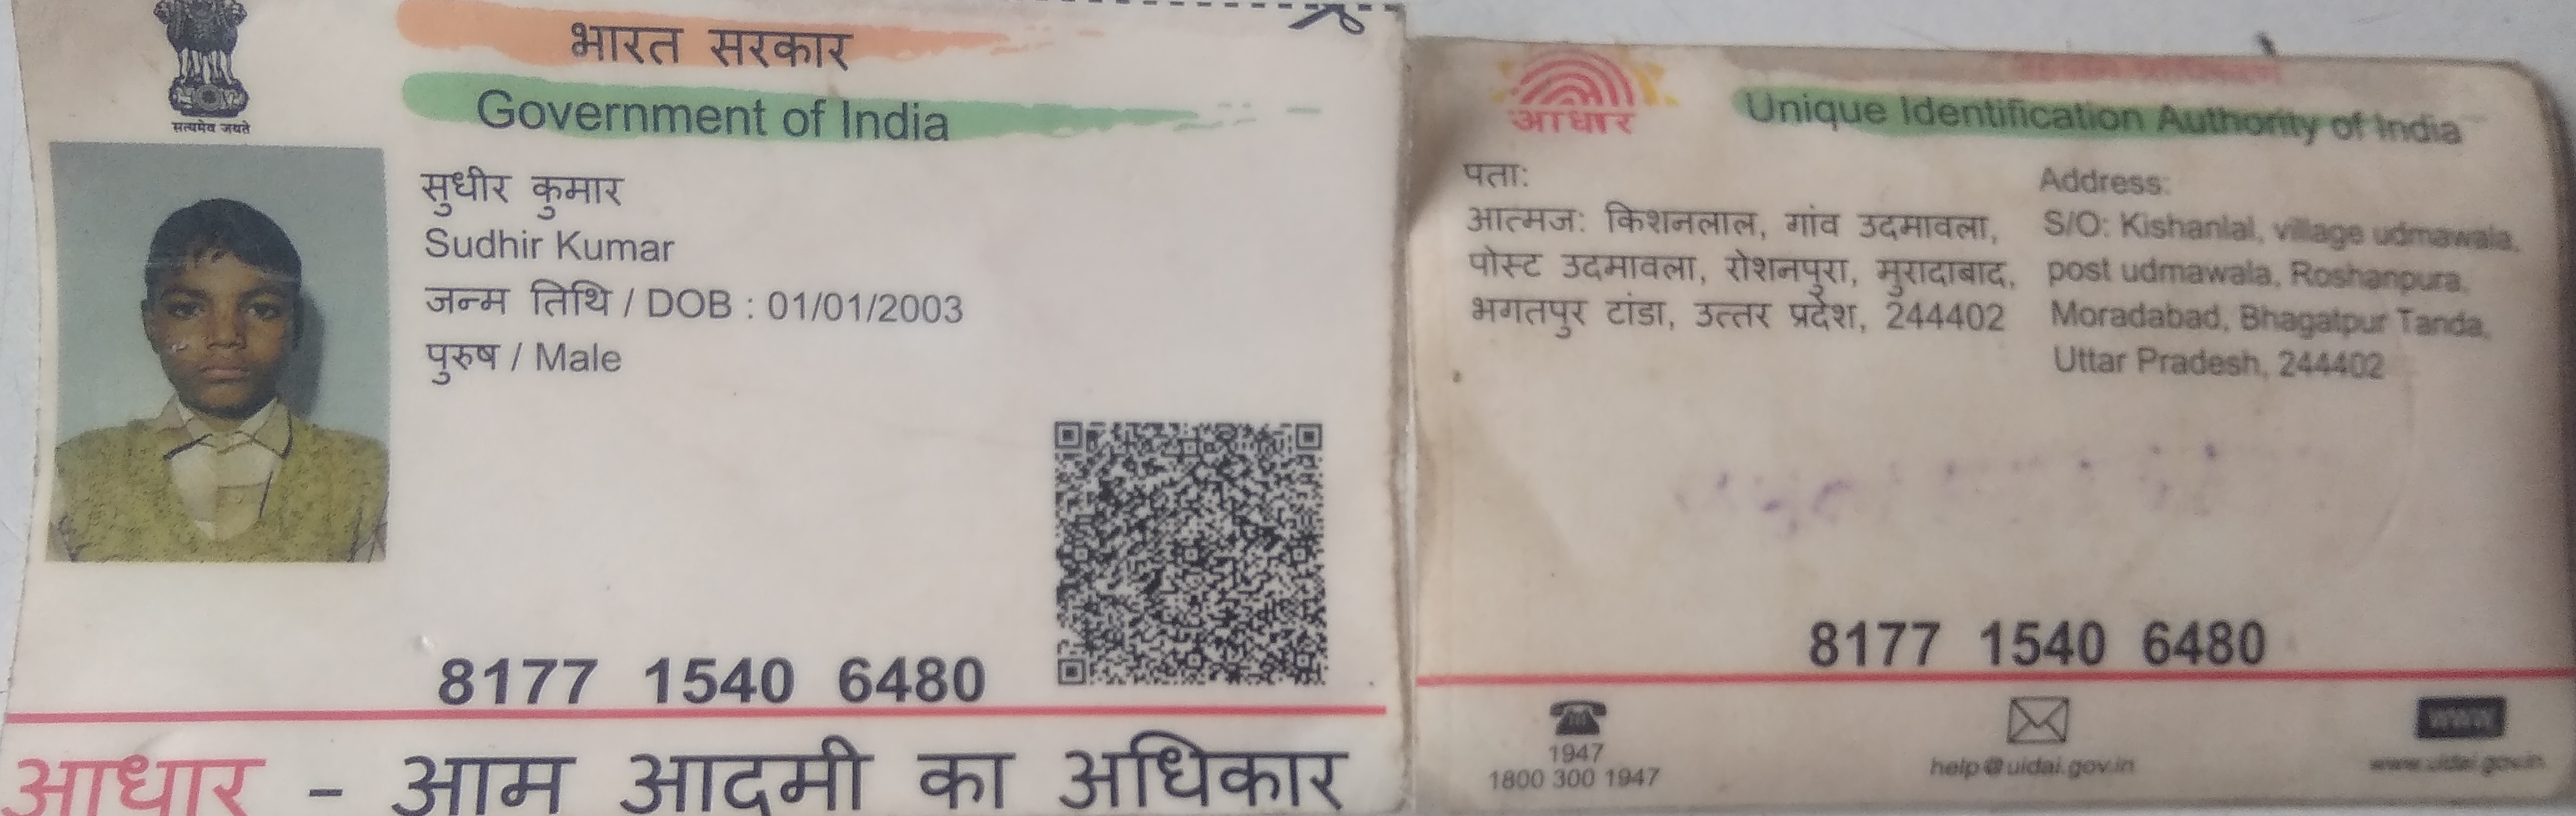 भारत सरकार
Government of India
सत्यमेव जयते
सुधीर कुमार
Sudhir Kumar
जन्म तिथि / DOB : 01/01/2003
पुरुष / Male
8177 1540 6480
आधार - आम आदमी का अधिकार
आधार
Unique Identification Authority of India
पता:
आत्मज: किशनलाल, गांव उदमावला,
पोस्ट उदमावला, रोशनपुरा, मुरादाबाद,
भगतपुर टांडा, उत्तर प्रदेश, 244402
Address:
S/O: Kishanlal, village udmawala,
post udmawala, Roshanpura,
Moradabad, Bhagatpur Tanda,
Uttar Pradesh, 244402
8177 1540 6480
1947
1800 300 1947
help@uidai.gov.in
www
www.uidai.gov.in